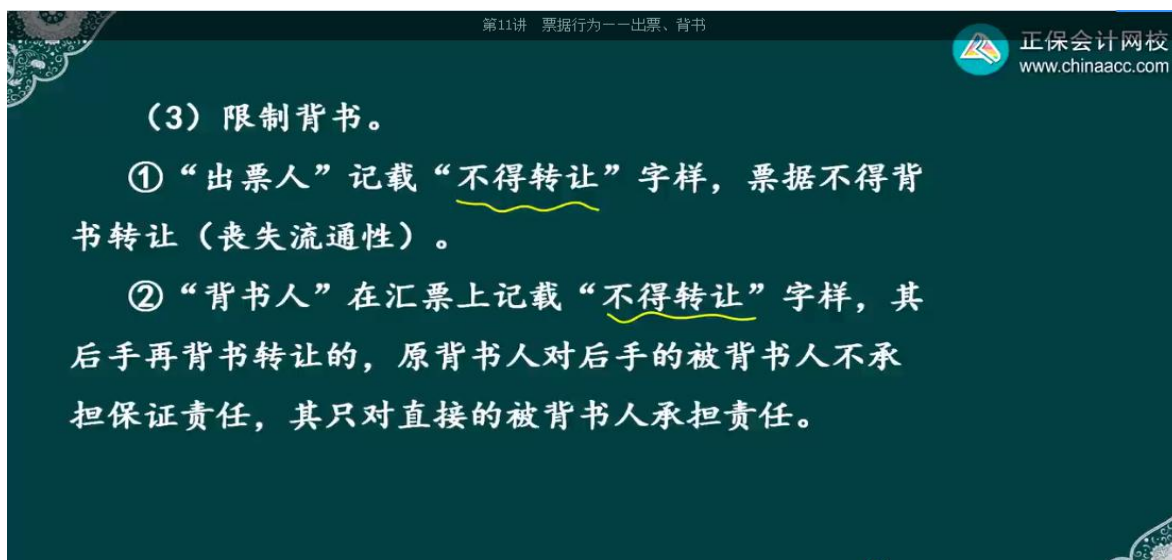 第11讲 票据行为——出票、背书
正保会计网校
www.chinaacc.com
（3）限制背书。
①“出票人”记载“不得转让”字样，票据不得背
书转让（丧失流通性）。
②“背书人”在汇票上记载“不得转让”字样，其
后手再背书转让的，原背书人对后手的被背书人不承
担保证责任，其只对直接的被背书人承担责任。